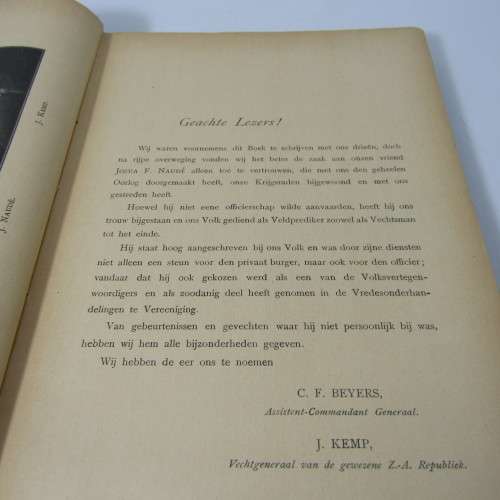 J. Kemp.
J. Naudé.
Geachte Lezers!
Wij waren voornemens dit Boek te schrijven met ons drieën, doch
na rijpe overweging vonden wij het beter de zaak aan onzen vriend
Jozua F. Naudé alleen toe te vertrouwen, die met ons den geheelen
Oorlog doorgemaakt heeft, onze Krijgsraden bijgewoond en met ons
gestreden heeft.
Hoewel hij niet eene officierschap wilde aanvaarden, heeft hij ons
trouw bijgestaan en ons Volk gediend als Veldprediker zoowel als Vechtsman
tot het einde.
Hij staat hoog aangeschreven bij ons Volk en was door zijne diensten
niet alleen een steun voor den privaat burger, maar ook voor den officier;
vandaar dat hij ook gekozen werd als een van de Volksvertegen-
woordigers en als zoodanig deel heeft genomen in de Vredesonderhan-
delingen te Vereeniging.
Van gebeurtenissen en gevechten waar hij niet persoonlijk bij was,
hebben wij hem alle bijzonderheden gegeven.
Wij hebben de eer ons te noemen
C. F. BEYERS,
Assistent-Commandant Generaal.
J. KEMP,
Vechtgeneraal van de gewezene Z.-A. Republiek.